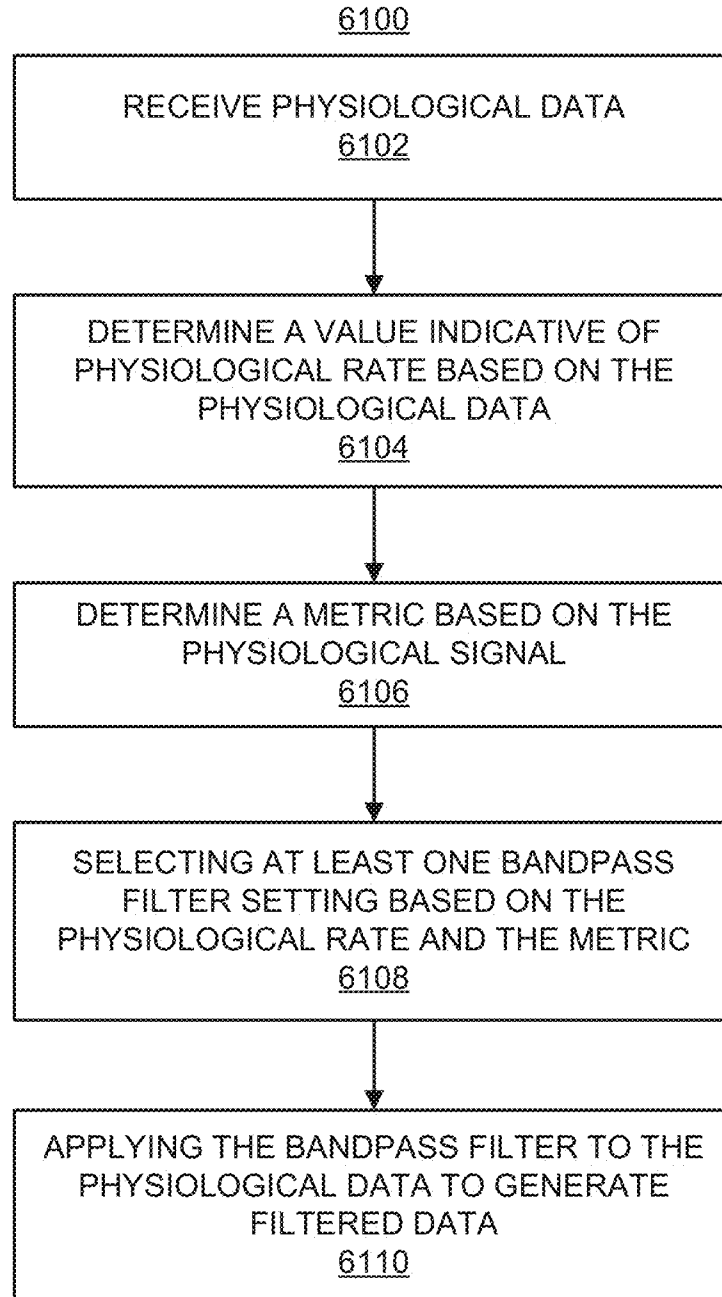 6100
RECEIVE PHYSIOLOGICAL DATA
6102
DETERMINE A VALUE INDICATIVE OF
PHYSIOLOGICAL RATE BASED ON THE
PHYSIOLOGICAL DATA
6104
DETERMINE A METRIC BASED ON THE
PHYSIOLOGICAL SIGNAL
6106
SELECTING AT LEAST ONE BANDPASS
FILTER SETTING BASED ON THE
PHYSIOLOGICAL RATE AND THE METRIC
6108
APPLYING THE BANDPASS FILTER TO THE
PHYSIOLOGICAL DATA TO GENERATE
FILTERED DATA
6110